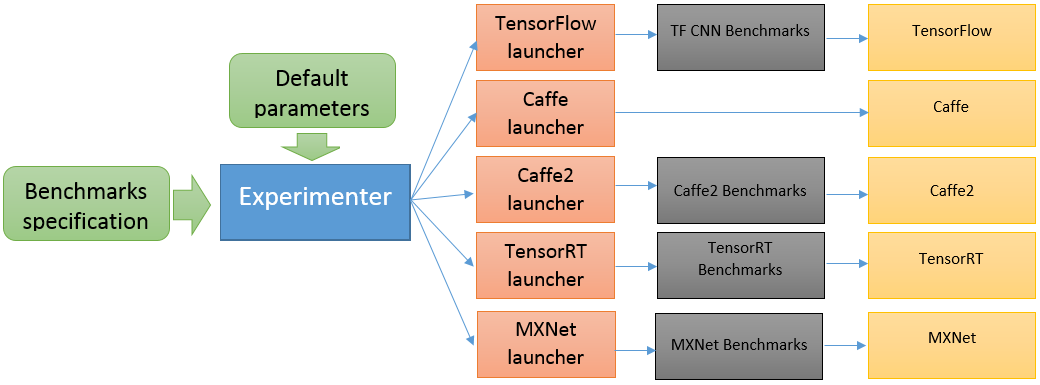 Benchmarks
specification
Default
parameters
Experimenter
TensorFlow
launcher
TF CNN Benchmarks
TensorFlow
Caffe
launcher
Caffe
Caffe2
launcher
Caffe2 Benchmarks
Caffe2
TensorRT
launcher
TensorRT
Benchmarks
TensorRT
MXNet
launcher
MXNet Benchmarks
MXNet